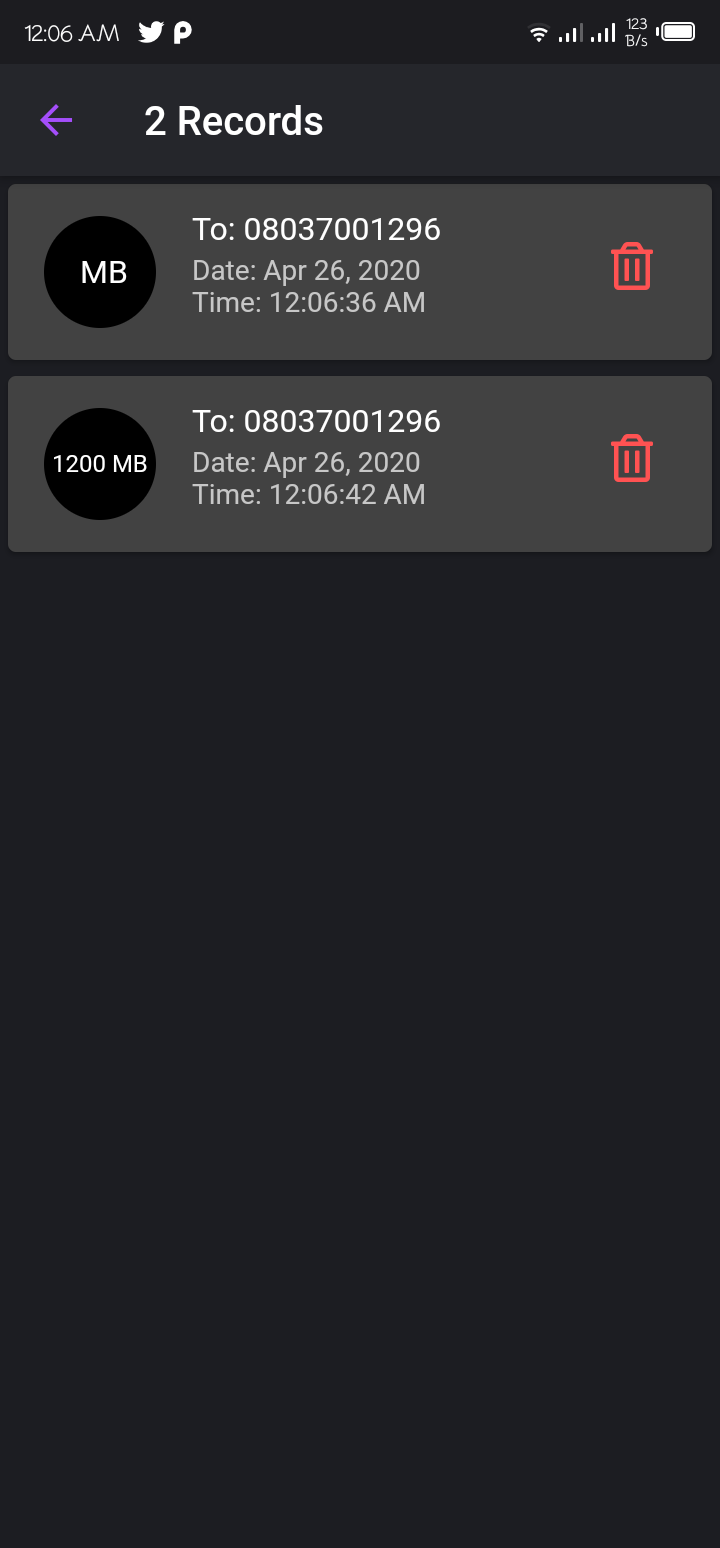 12:06 AM
123 B/s
2 Records
MB
To: 08037001296
Date: Apr 26, 2020
Time: 12:06:36 AM
1200 MB
To: 08037001296
Date: Apr 26, 2020
Time: 12:06:42 AM